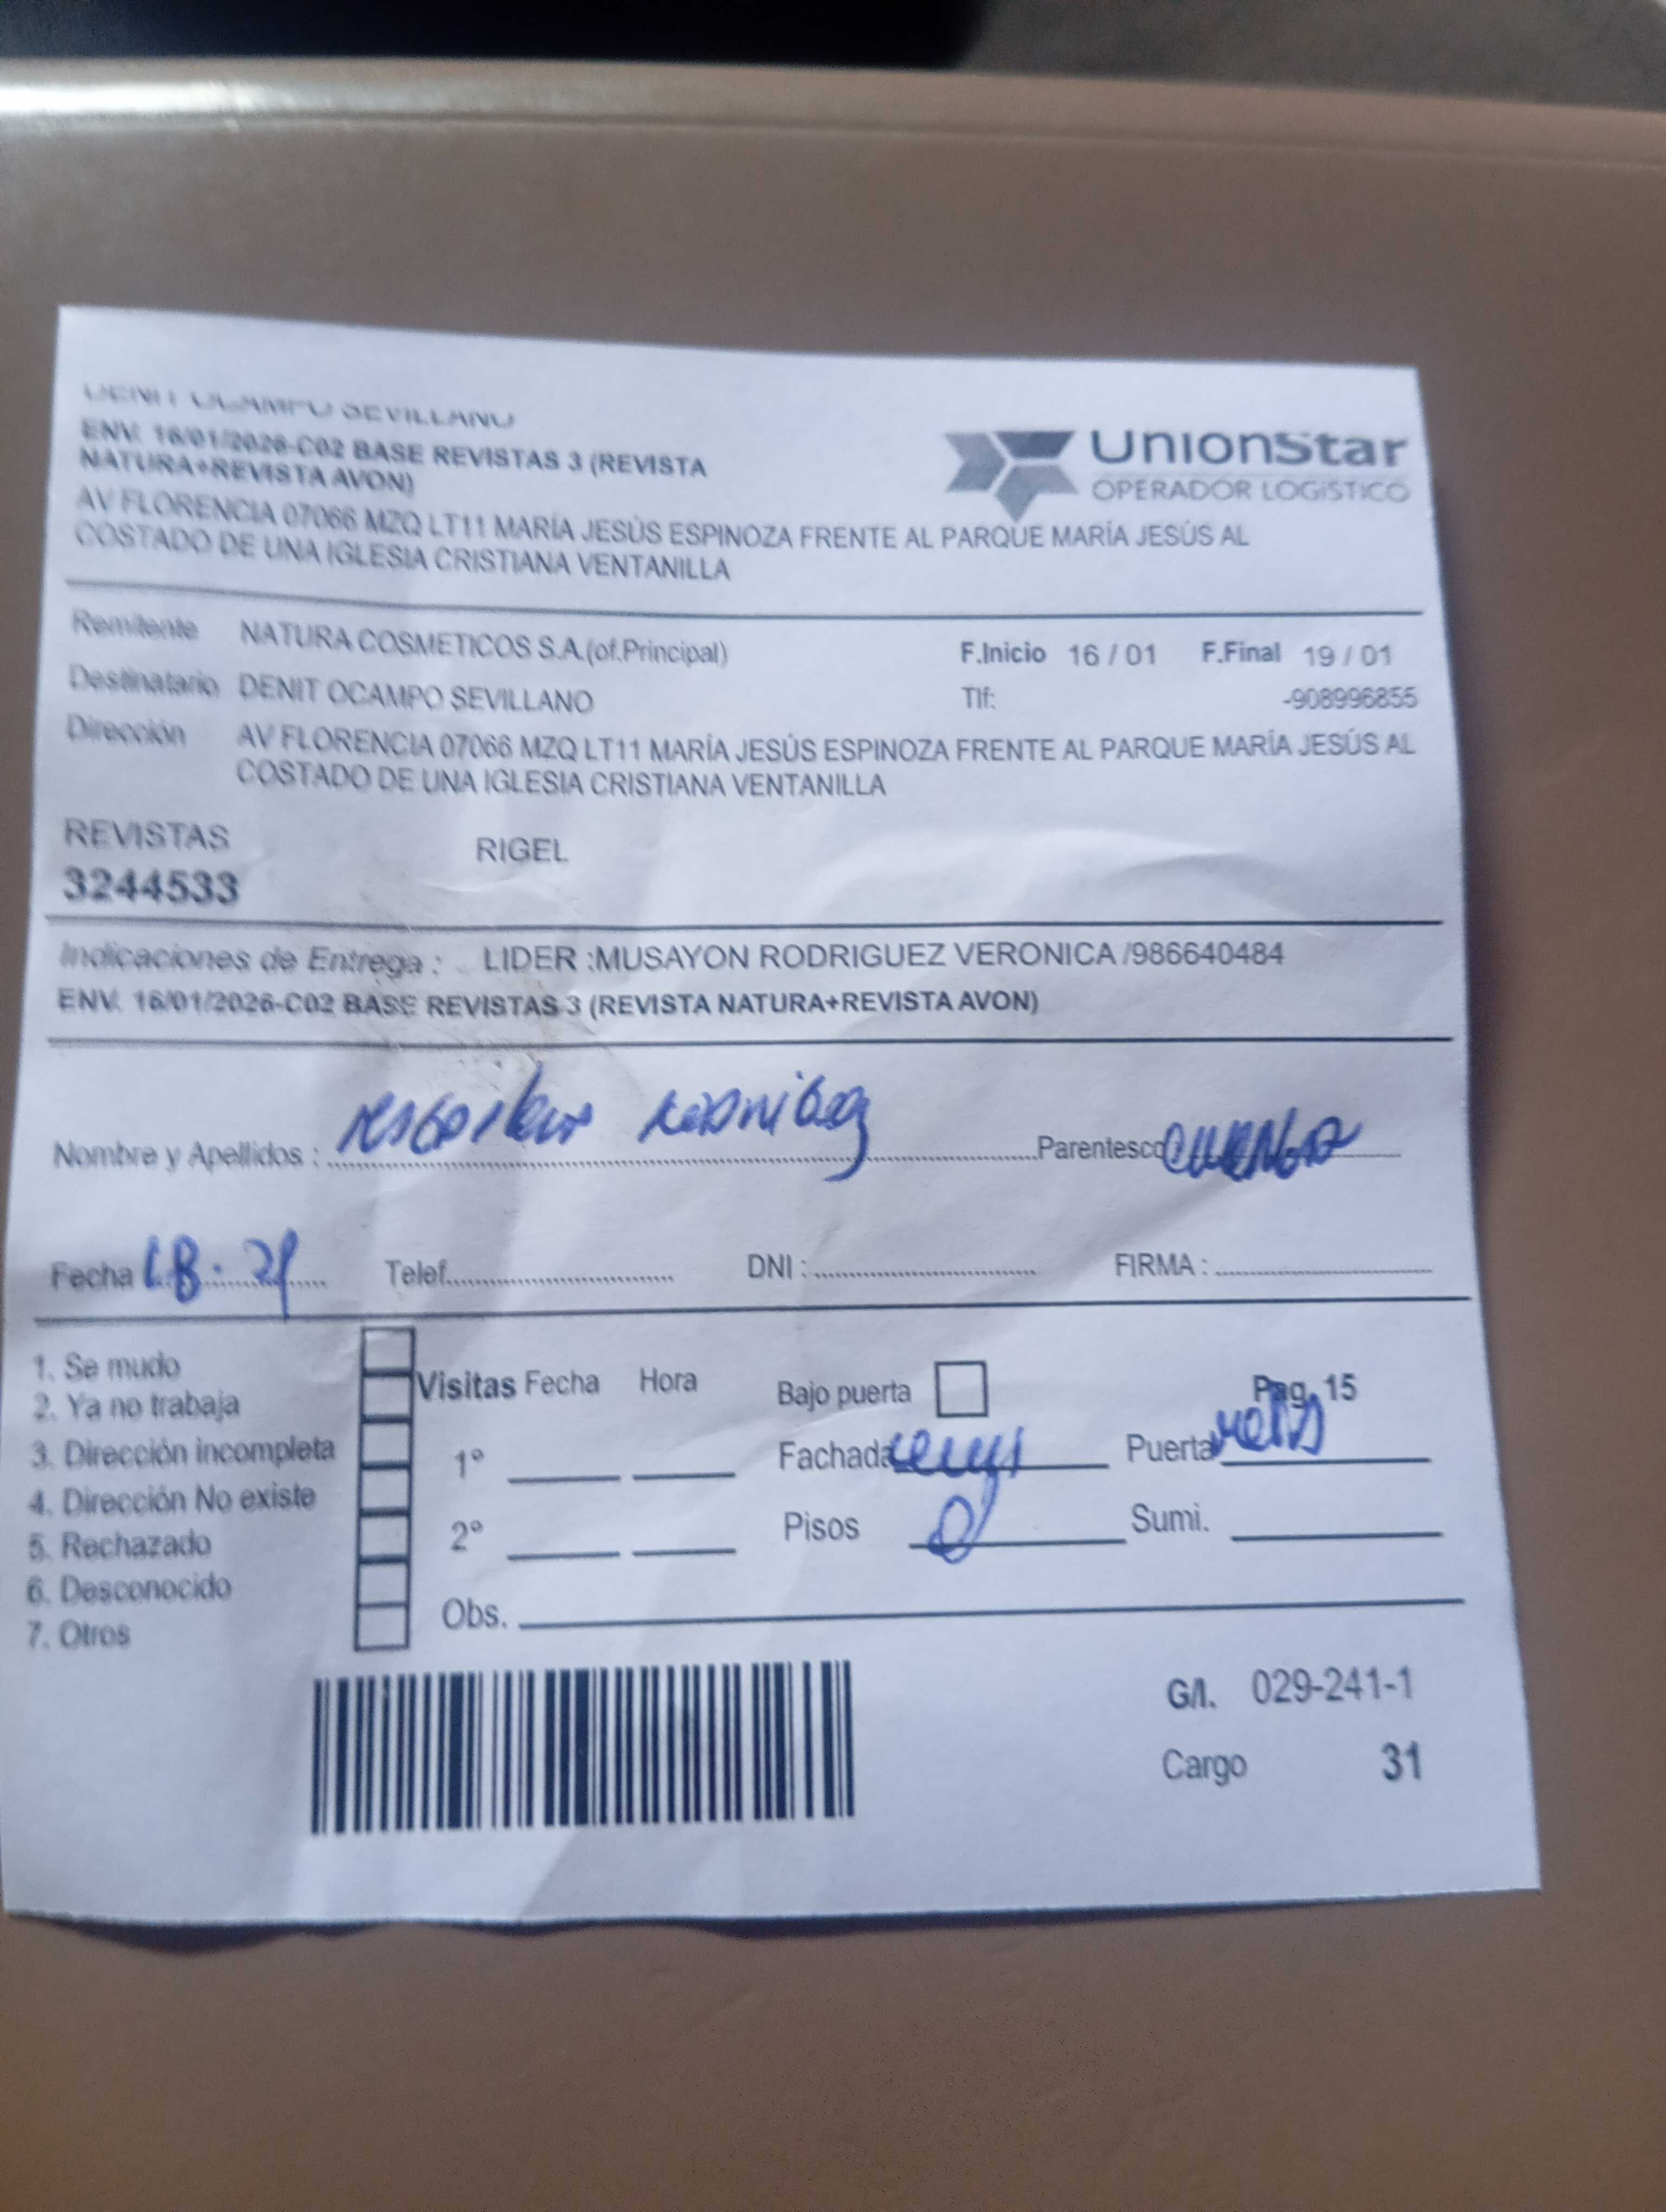 DENIT OCAMPO SEVILLANO
ENV. 16/01/2026-C02 BASE REVISTAS 3 (REVISTA
NATURA+REVISTA AVON)
AV FLORENCIA 07066 MZQ LT11 MARÍA JESÚS ESPINOZA FRENTE AL PARQUE MARÍA JESÚS AL
COSTADO DE UNA IGLESIA CRISTIANA VENTANILLA
UnionStar
OPERADOR LOGÍSTICO
Remitente NATURA COSMETICOS S.A.(of.Principal) F.Inicio 16 / 01 F.Final 19 / 01
Destinatario DENIT OCAMPO SEVILLANO Tlf: -908996855
Dirección AV FLORENCIA 07066 MZQ LT11 MARÍA JESÚS ESPINOZA FRENTE AL PARQUE MARÍA JESÚS AL
COSTADO DE UNA IGLESIA CRISTIANA VENTANILLA
REVISTAS RIGEL
3244533
Indicaciones de Entrega : LIDER :MUSAYON RODRIGUEZ VERONICA /986640484
ENV. 16/01/2026-C02 BASE REVISTAS 3 (REVISTA NATURA+REVISTA AVON)
Nombre y Apellidos : Parentesco
Fecha Telef. DNI : FIRMA :
1. Se mudo
2. Ya no trabaja
3. Dirección incompleta
4. Dirección No existe
5. Rechazado
6. Desconocido
7. Otros
Visitas Fecha Hora Bajo puerta Pag. 15
1° Fachada Puerta
2° Pisos Sumi.
Obs.
G/I. 029-241-1
Cargo 31